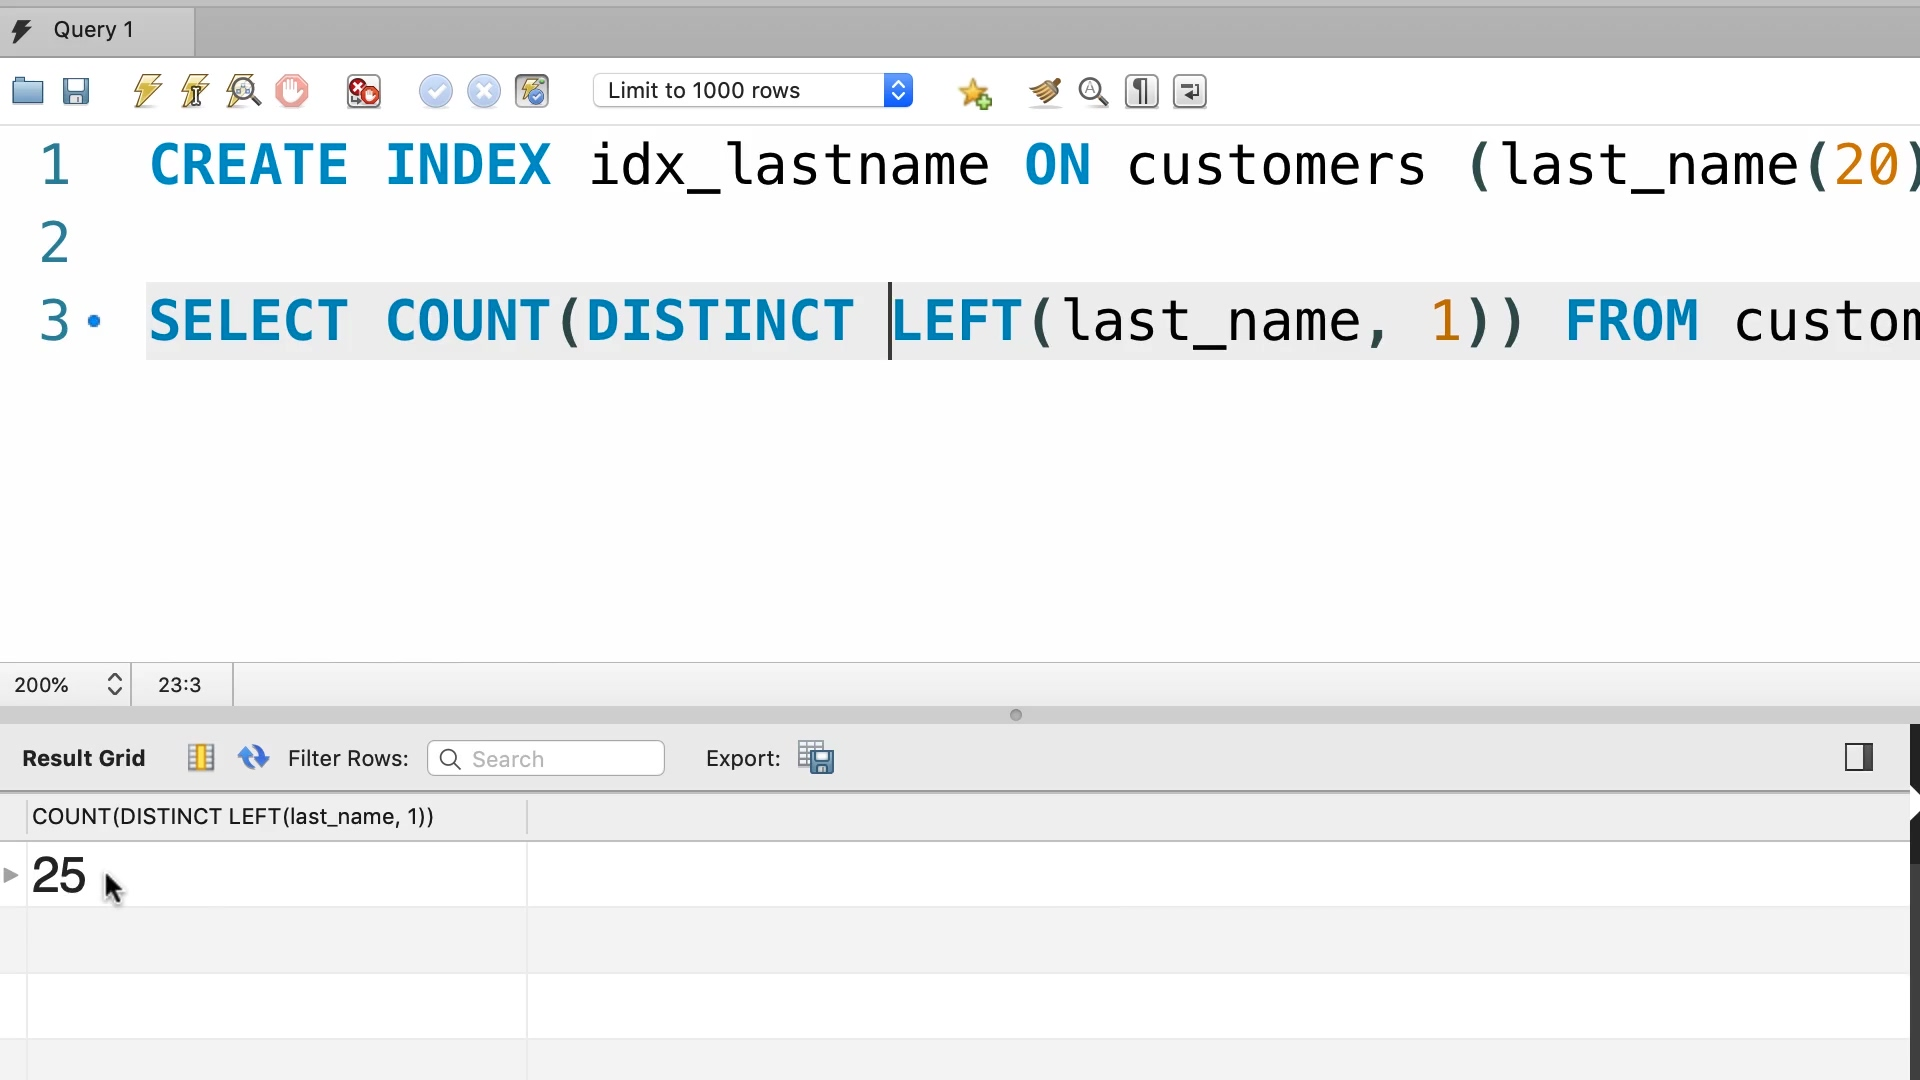 Query 1
Limit to 1000 rows
1 CREATE INDEX idx_lastname ON customers (last_name(20)
2
3 SELECT COUNT(DISTINCT LEFT(last_name, 1)) FROM custom
200% 23:3
Result Grid Filter Rows: Search Export:
COUNT(DISTINCT LEFT(last_name, 1))
25